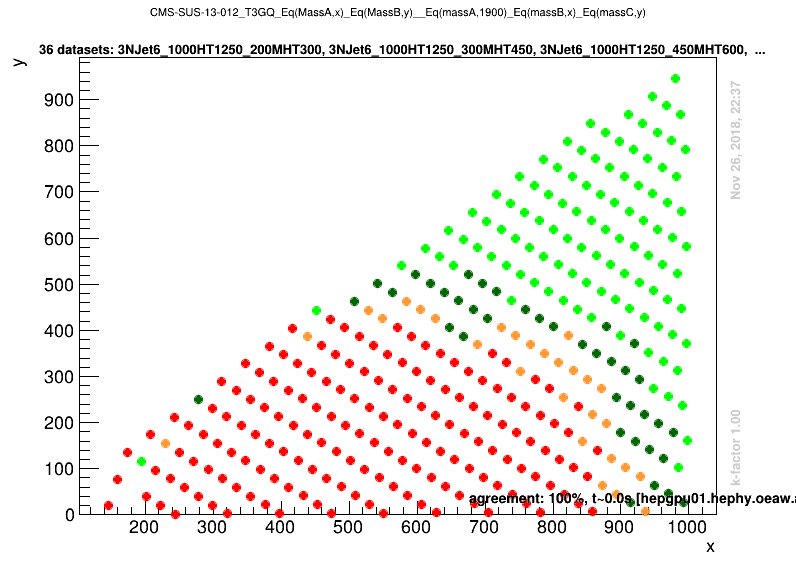 CMS-SUS-13-012_T3GQ_Eq(MassA,x)_Eq(MassB,y)__Eq(massA,1900)_Eq(massB,x)_Eq(massC,y)
36 datasets: 3NJet6_1000HT1250_200MHT300, 3NJet6_1000HT1250_300MHT450, 3NJet6_1000HT1250_450MHT600, ...
y
900
800
700
600
500
400
300
200
100
0
Nov 26, 2018, 22:37
k-factor 1.00
agreement: 100%, t~0.0s [hepgpu01.hephy.oeaw.a
200 300 400 500 600 700 800 900 1000
x